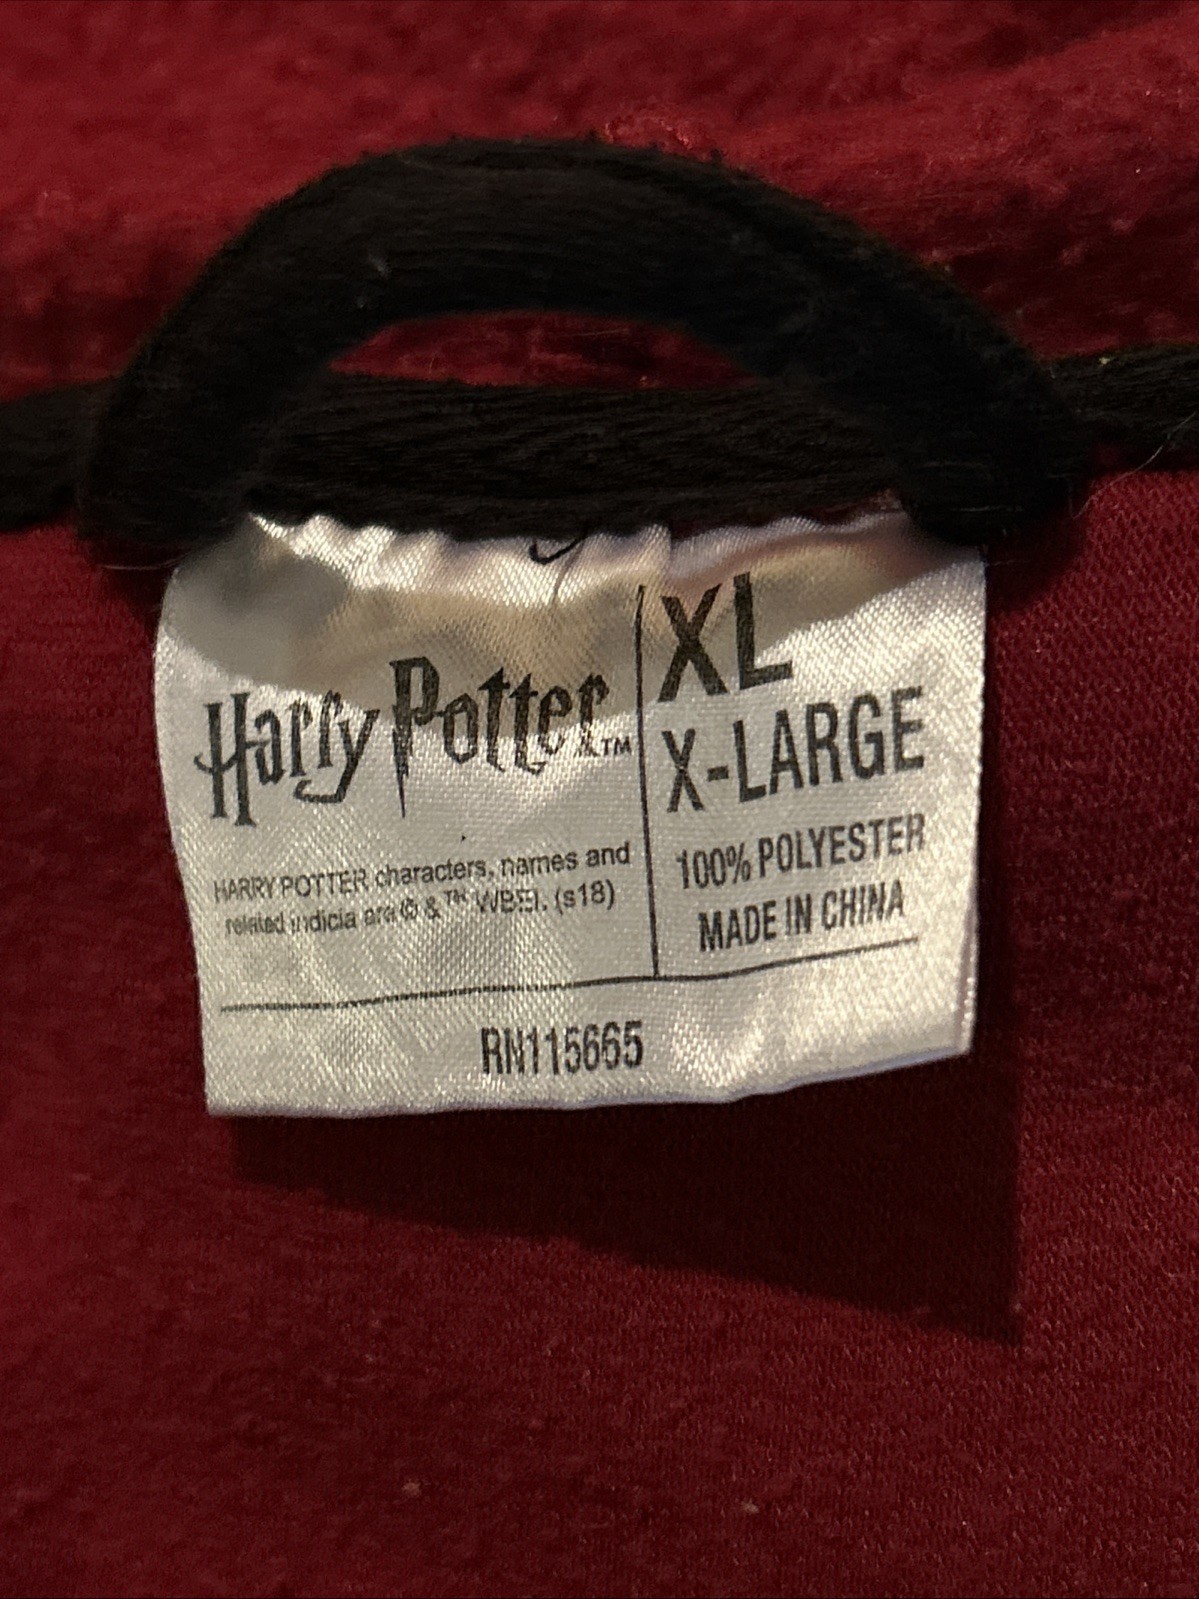 Harry Potter™
HARRY POTTER characters, names and
related indicia are © & ™ WBEI. (s18)
XL
X-LARGE
100% POLYESTER
MADE IN CHINA
RN115665